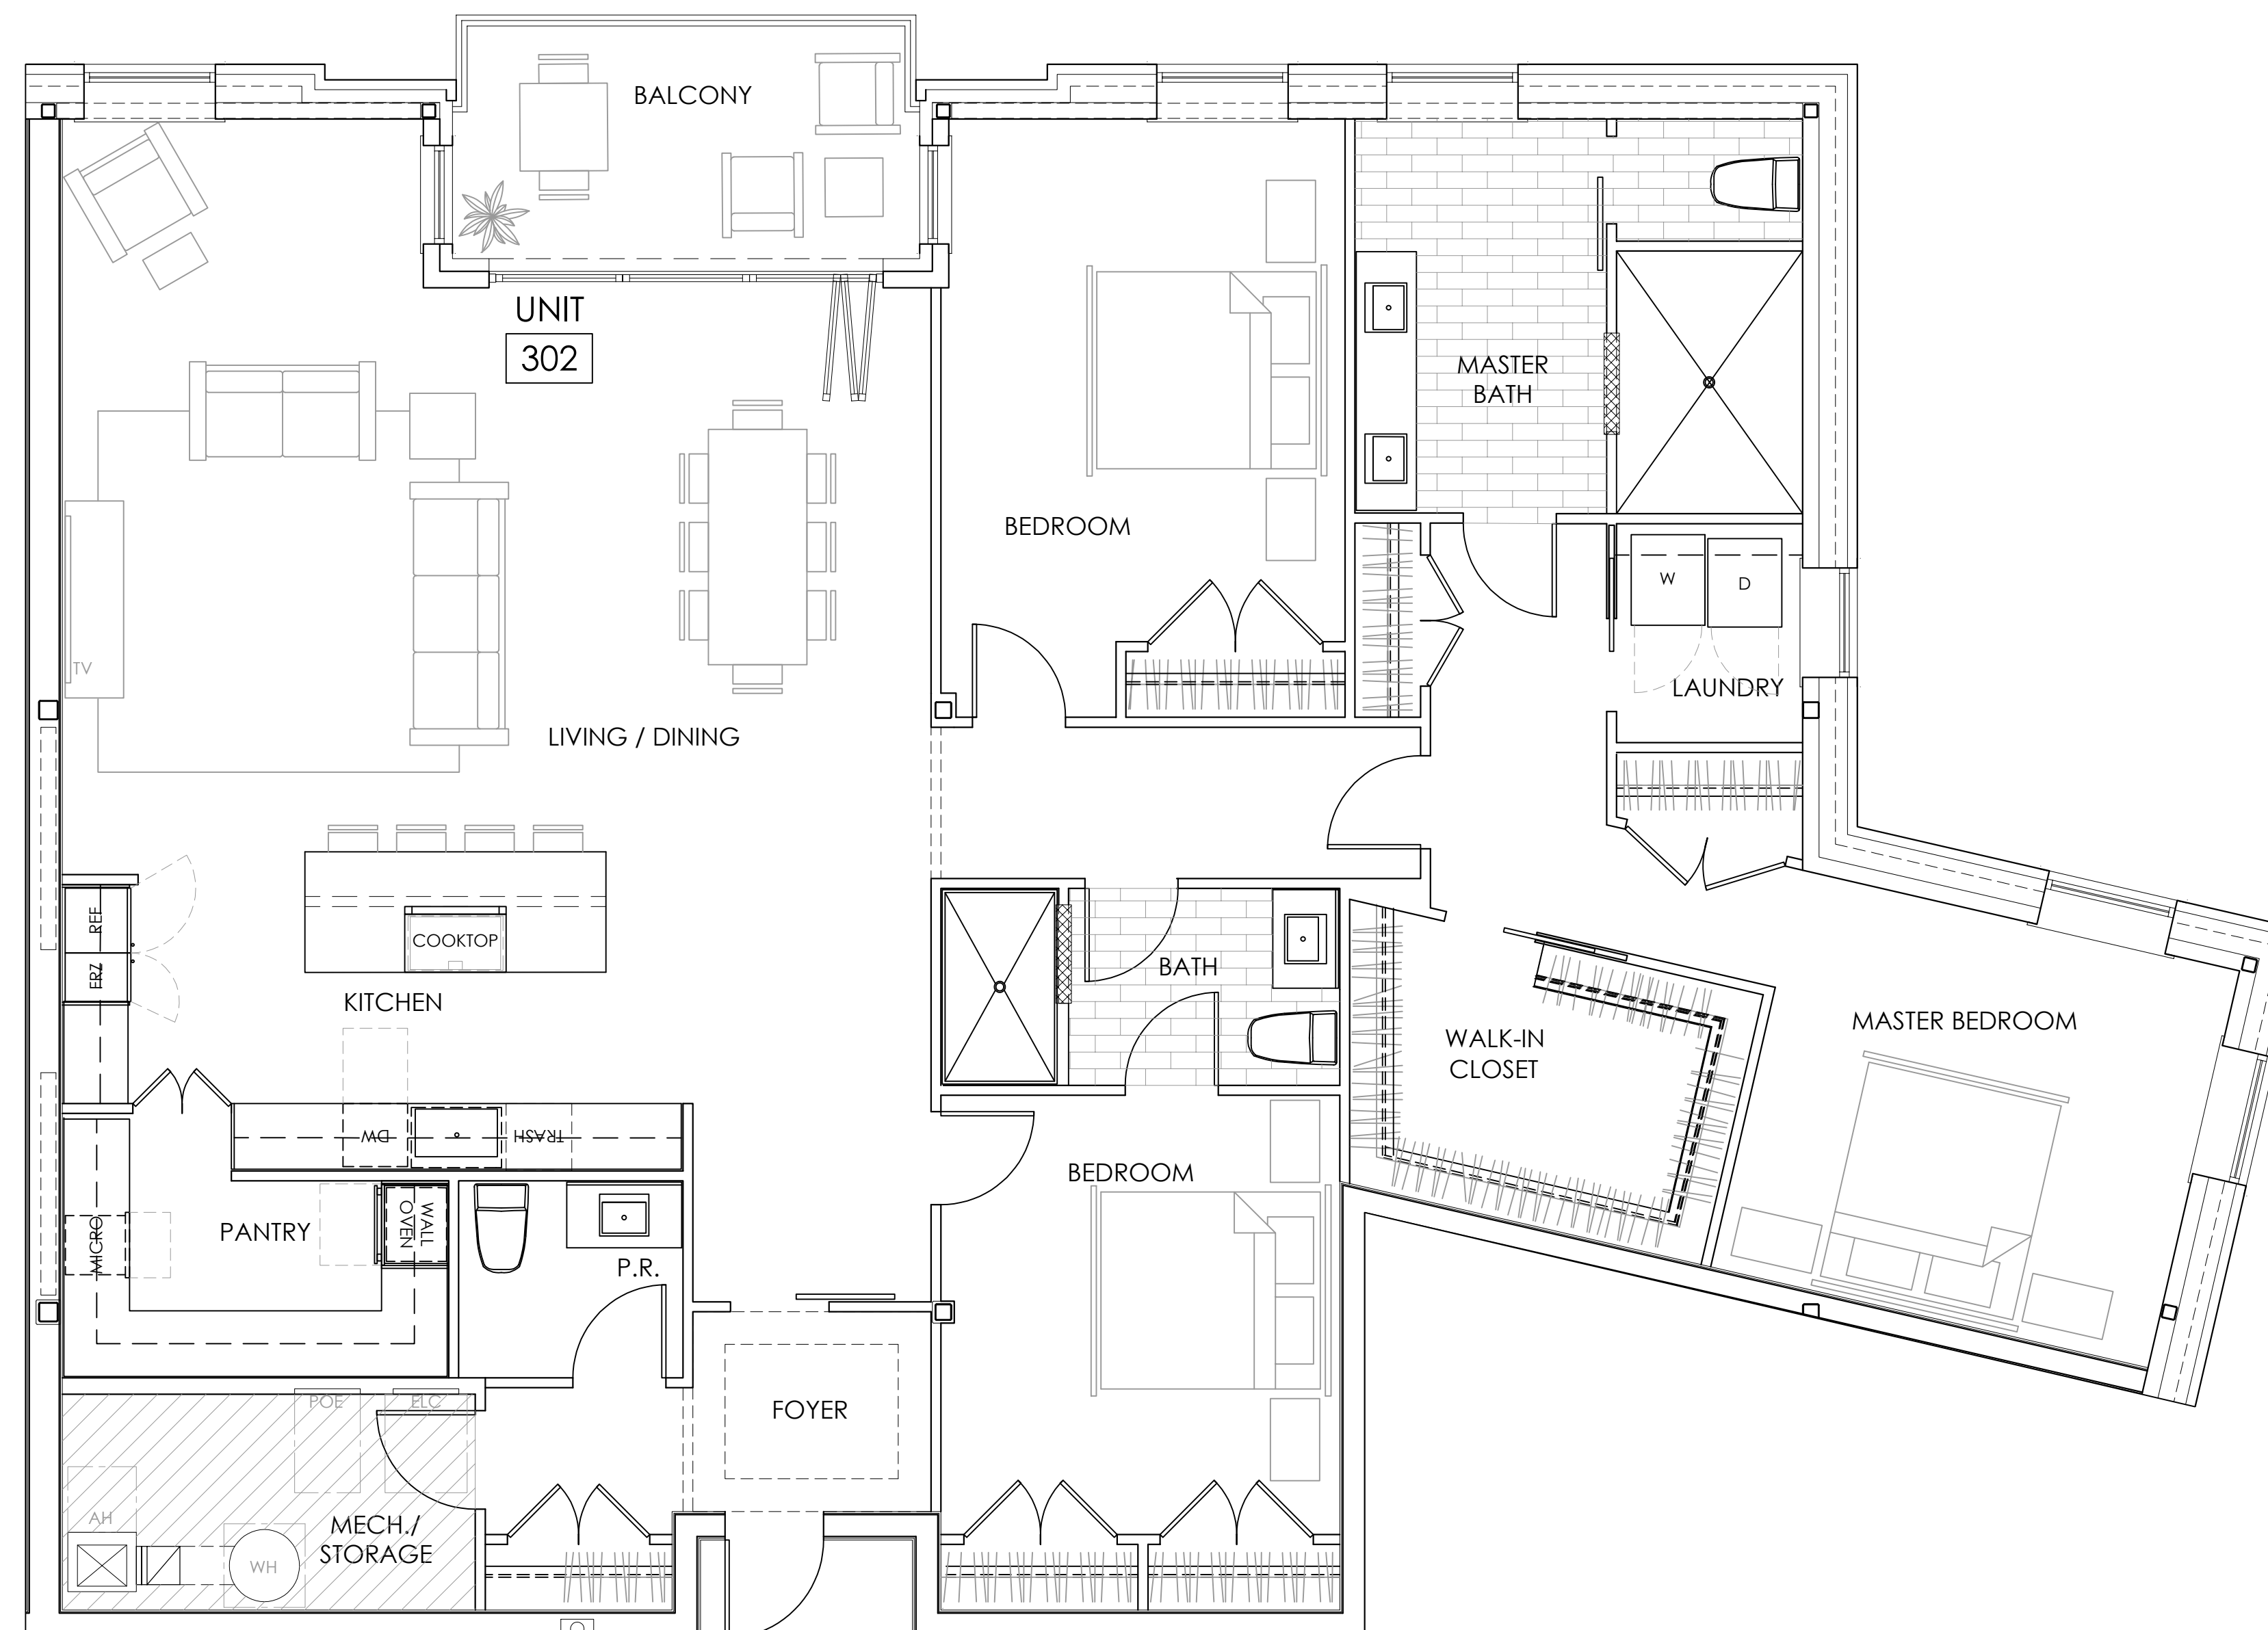 BALCONY
UNIT
302
MASTER
BATH
BEDROOM
W
D
TV
LAUNDRY
LIVING / DINING
REF
FRZ
COOKTOP
KITCHEN
BATH
WALK-IN
CLOSET
MASTER BEDROOM
DW
TRASH
BEDROOM
MICRO
PANTRY
WALL
OVEN
P.R.
POE
ELC
FOYER
AH
MECH./
STORAGE
WH